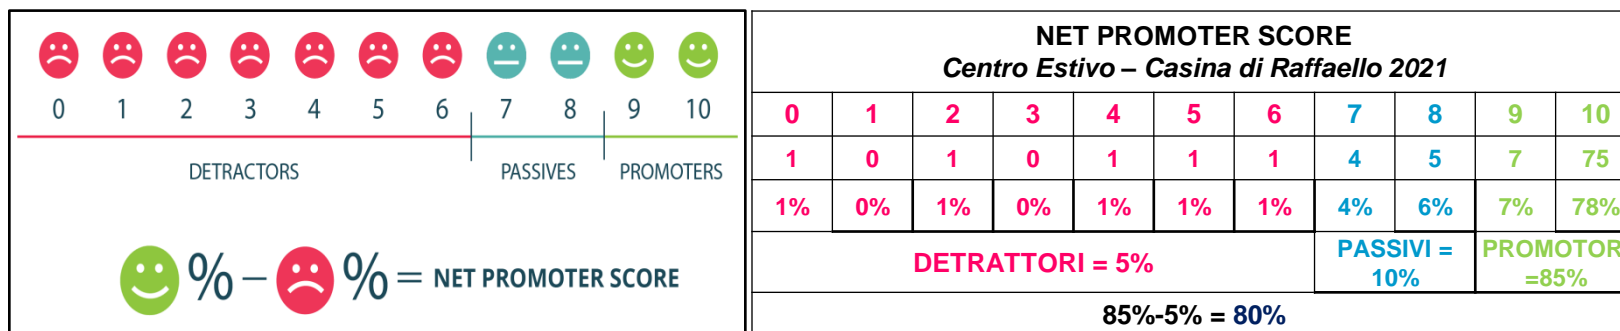 0 1 2 3 4 5 6 7 8 9 10
DETRACTORS PASSIVES PROMOTERS
% - % = NET PROMOTER SCORE
NET PROMOTER SCORE
Centro Estivo – Casina di Raffaello 2021
0 1 2 3 4 5 6 7 8 9 10
1 0 1 0 1 1 1 4 5 7 75
1% 0% 1% 0% 1% 1% 1% 4% 6% 7% 78%
DETRATTORI = 5% PASSIVI = PROMOTOR
10% =85%
85%-5% = 80%